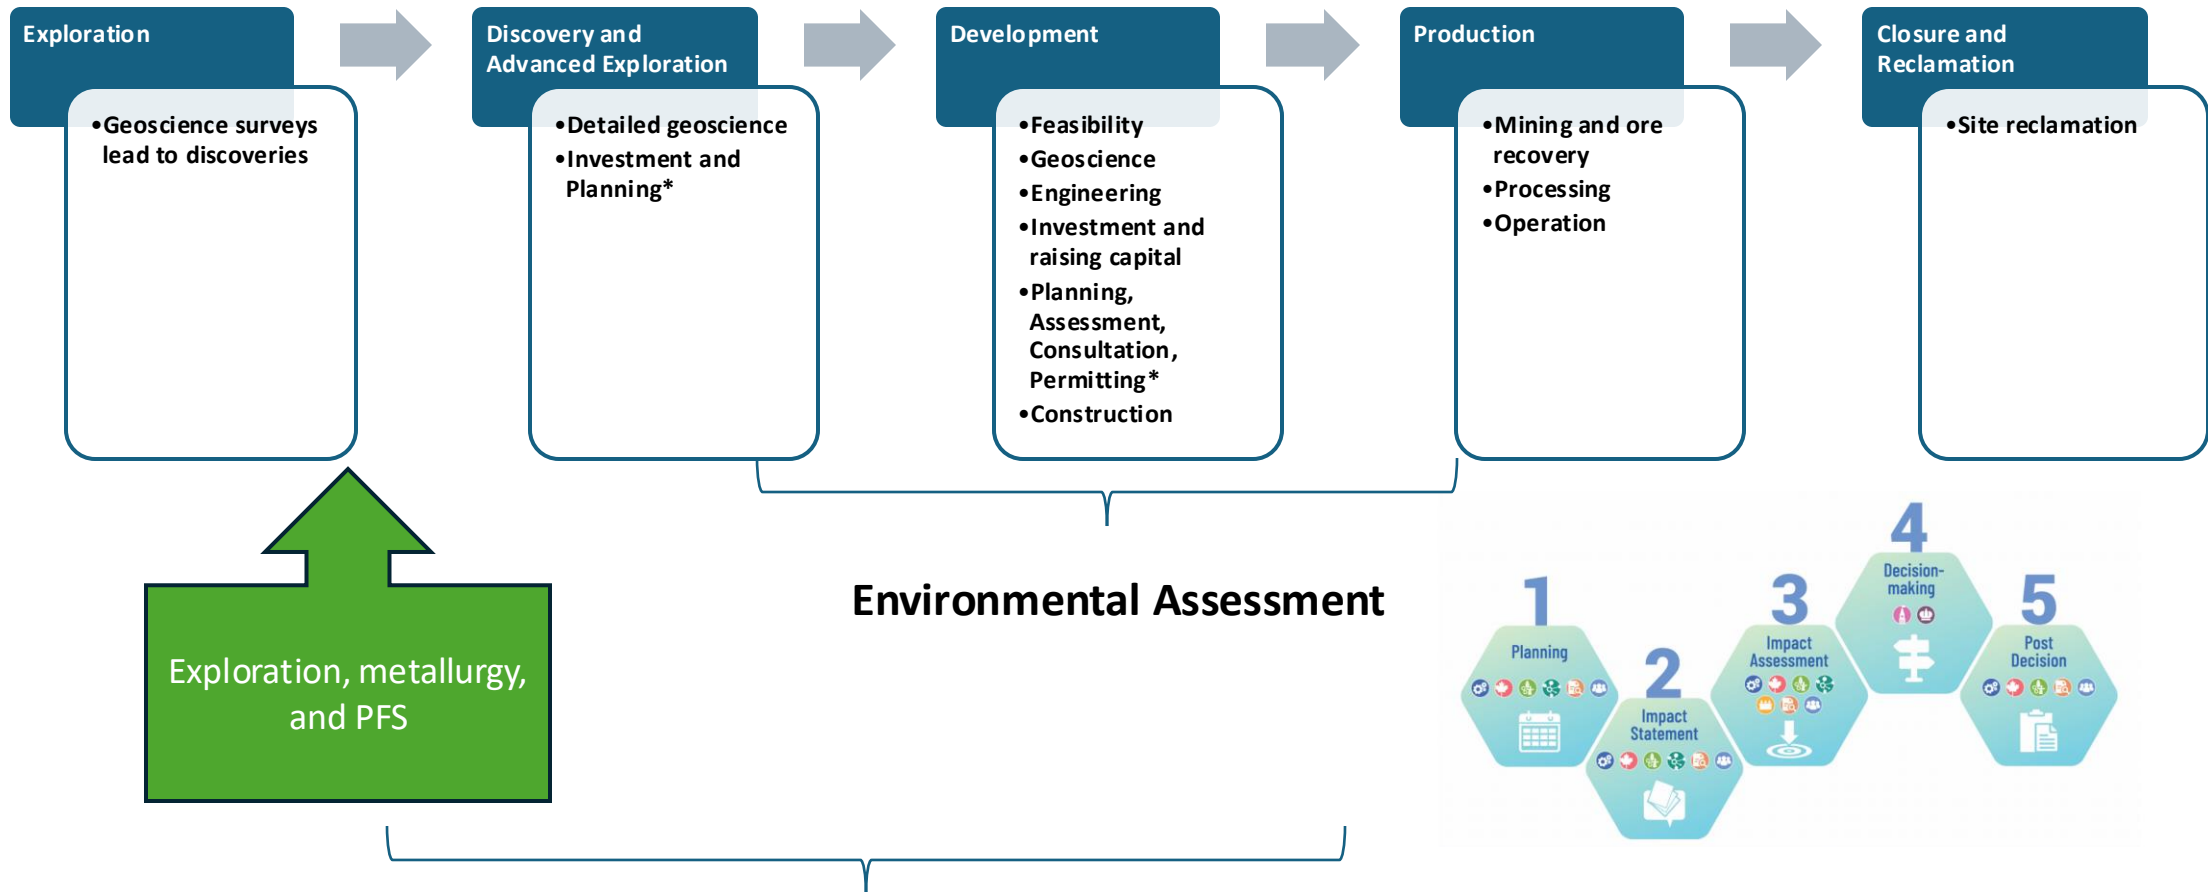 Exploration
•Geoscience surveys
lead to discoveries
Discovery and
Advanced Exploration
•Detailed geoscience
•Investment and
Planning*
Development
•Feasibility
•Geoscience
•Engineering
•Investment and
raising capital
•Planning,
Assessment,
Consultation,
Permitting*
•Construction
Production
•Mining and ore
recovery
•Processing
•Operation
Closure and
Reclamation
•Site reclamation
Exploration, metallurgy,
and PFS
Environmental Assessment
1
Planning
2
Impact
Statement
3
Impact
Assessment
4
Decision-
making
5
Post
Decision